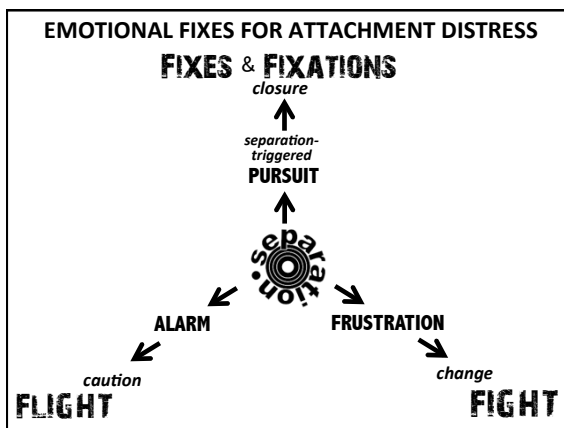 EMOTIONAL FIXES FOR ATTACHMENT DISTRESS
FIXES & FIXATIONS
closure
separation-
triggered
PURSUIT
separation
ALARM
FRUSTRATION
caution
FLIGHT
change
FIGHT